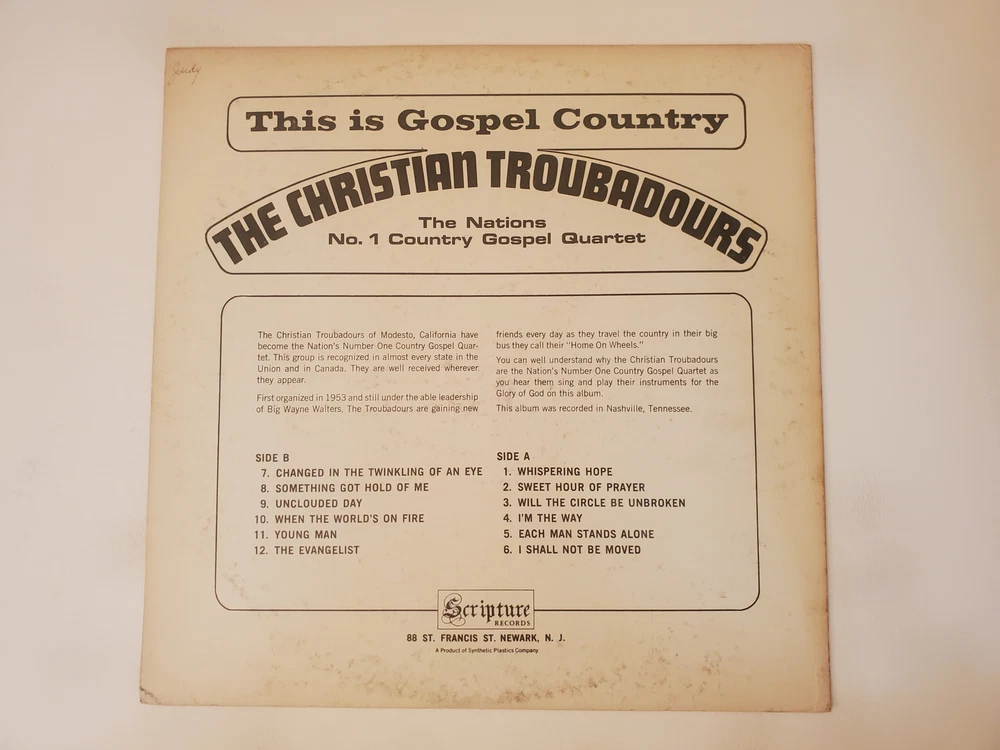 Judy
This is Gospel Country
THE CHRISTIAN TROUBADOURS
The Nations
No. 1 Country Gospel Quartet
The Christian Troubadours of Modesto, California have
become the Nation's Number One Country Gospel Quar-
tet. This group is recognized in almost every state in the
Union and in Canada. They are well received wherever
they appear.
First organized in 1953 and still under the able leadership
of Big Wayne Walters, The Troubadours are gaining new
friends every day as they travel the country in their big
bus they call their "Home On Wheels."
You can well understand why the Christian Troubadours
are the Nation's Number One Country Gospel Quartet as
you hear them sing and play their instruments for the
Glory of God on this album.
This album was recorded in Nashville, Tennessee.
SIDE B
7. CHANGED IN THE TWINKLING OF AN EYE
8. SOMETHING GOT HOLD OF ME
9. UNCLOUDED DAY
10. WHEN THE WORLD'S ON FIRE
11. YOUNG MAN
12. THE EVANGELIST
SIDE A
1. WHISPERING HOPE
2. SWEET HOUR OF PRAYER
3. WILL THE CIRCLE BE UNBROKEN
4. I'M THE WAY
5. EACH MAN STANDS ALONE
6. I SHALL NOT BE MOVED
Scripture
RECORDS
88 ST. FRANCIS ST. NEWARK, N. J.
A Product of Synthetic Plastics Company